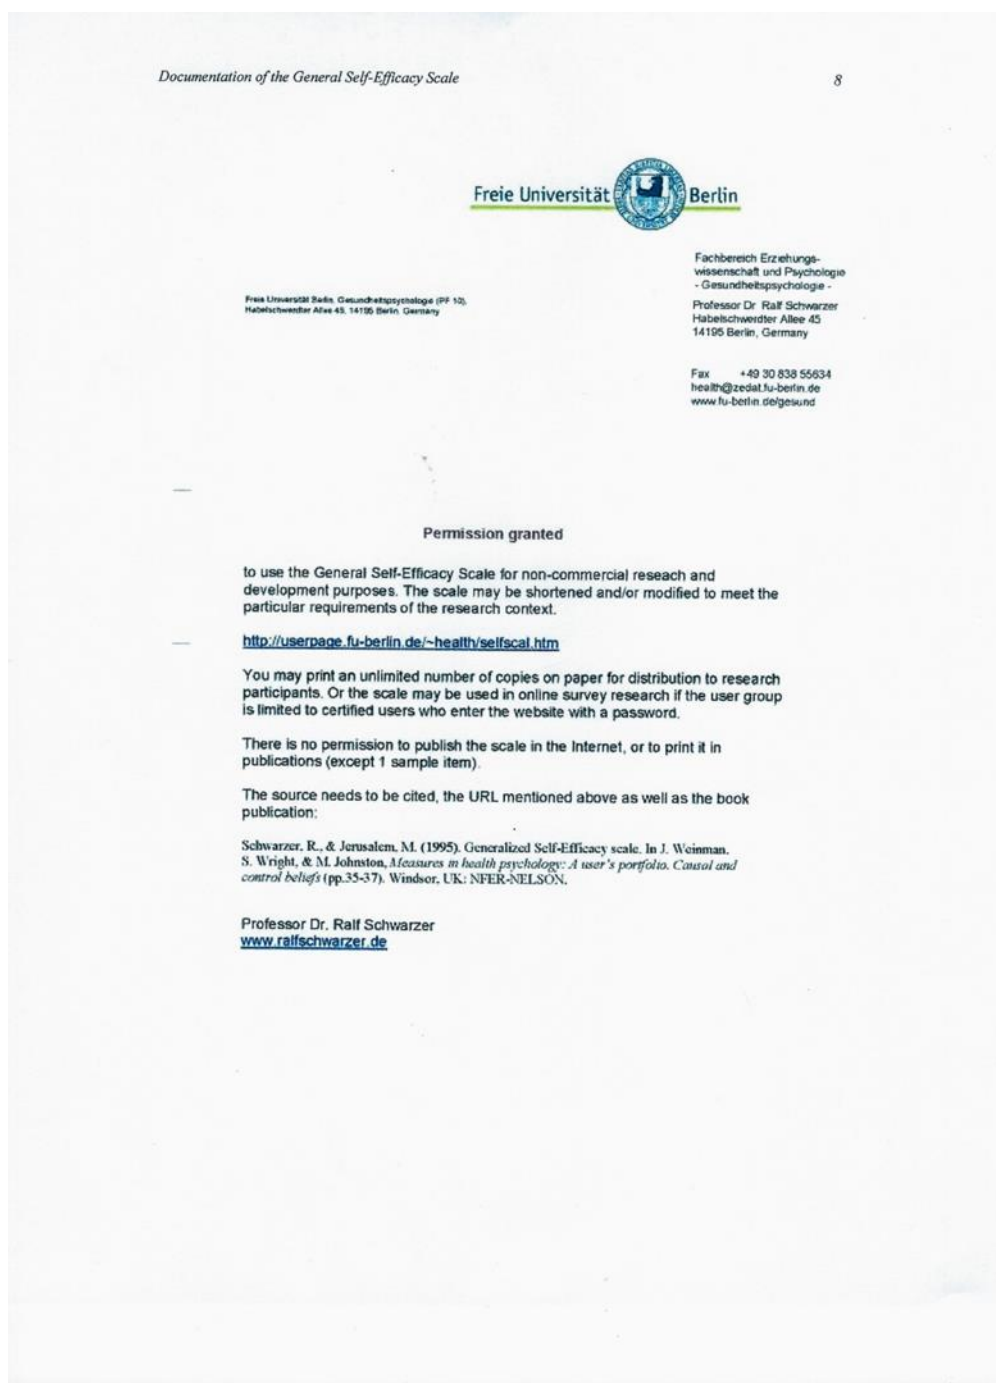 Documentation of the General Self-Efficacy Scale 8
Freie Universität Berlin
Fachbereich Erziehungs-
wissenschaft und Psychologie
- Gesundheitspsychologie -
Freie Universität Berlin, Gesundheitspsychologie (PF 10),
Habelschwerdter Allee 45, 14195 Berlin, Germany
Professor Dr. Ralf Schwarzer
Habelschwerdter Allee 45
14195 Berlin, Germany
Fax +49 30 838 55634
health@zedat.fu-berlin.de
www.fu-berlin.de/gesund
Permission granted
to use the General Self-Efficacy Scale for non-commercial reseach and
development purposes. The scale may be shortened and/or modified to meet the
particular requirements of the research context.
http://userpage.fu-berlin.de/~health/selfscal.htm
You may print an unlimited number of copies on paper for distribution to research
participants. Or the scale may be used in online survey research if the user group
is limited to certified users who enter the website with a password.
There is no permission to publish the scale in the Internet, or to print it in
publications (except 1 sample item).
The source needs to be cited, the URL mentioned above as well as the book
publication:
Schwarzer, R., & Jerusalem, M. (1995). Generalized Self-Efficacy scale. In J. Weinman,
S. Wright, & M. Johnston, Measures in health psychology: A user's portfolio. Causal and
control beliefs (pp.35-37). Windsor, UK: NFER-NELSON.
Professor Dr. Ralf Schwarzer
www.ralfschwarzer.de